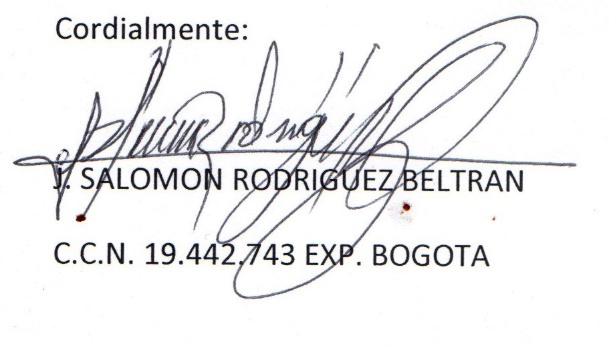 Cordialmente:
J. SALOMON RODRIGUEZ BELTRAN
C.C.N. 19.442.743 EXP. BOGOTA